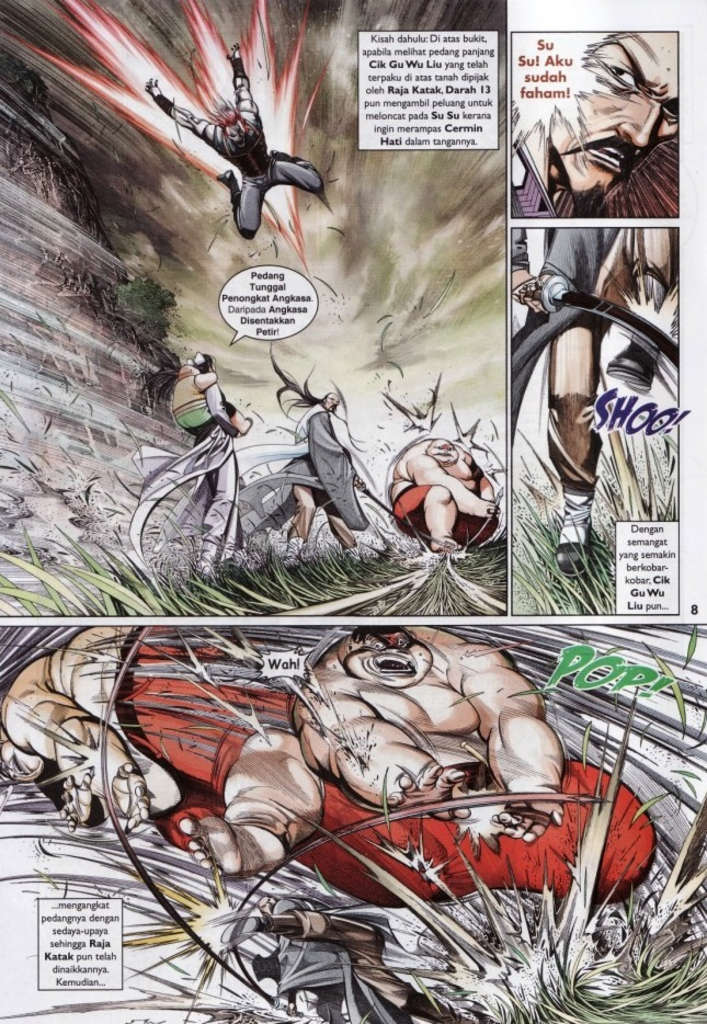 Kisah dahulu: Di atas bukit,
apabila melihat pedang panjang
Cik Gu Wu Liu yang telah
terpaku di atas tanah dipijak
oleh Raja Katak, Darah 13
pun mengambil peluang untuk
meloncat pada Su Su kerana
ingin merampas Cermin
Hati dalam tangannya.
Pedang
Tunggal
Penongkat Angkasa.
Daripada Angkasa
Disentakkan
Petir!
Su
Su! Aku
sudah
faham!
SHOO!
Dengan
semangat
yang semakin
berkobar-
kobar, Cik
Gu Wu
Liu pun...
8
Wah!
POP!
...mengangkat
pedangnya dengan
sedaya-upaya
sehingga Raja
Katak pun telah
dinaikkannya.
Kemudian...